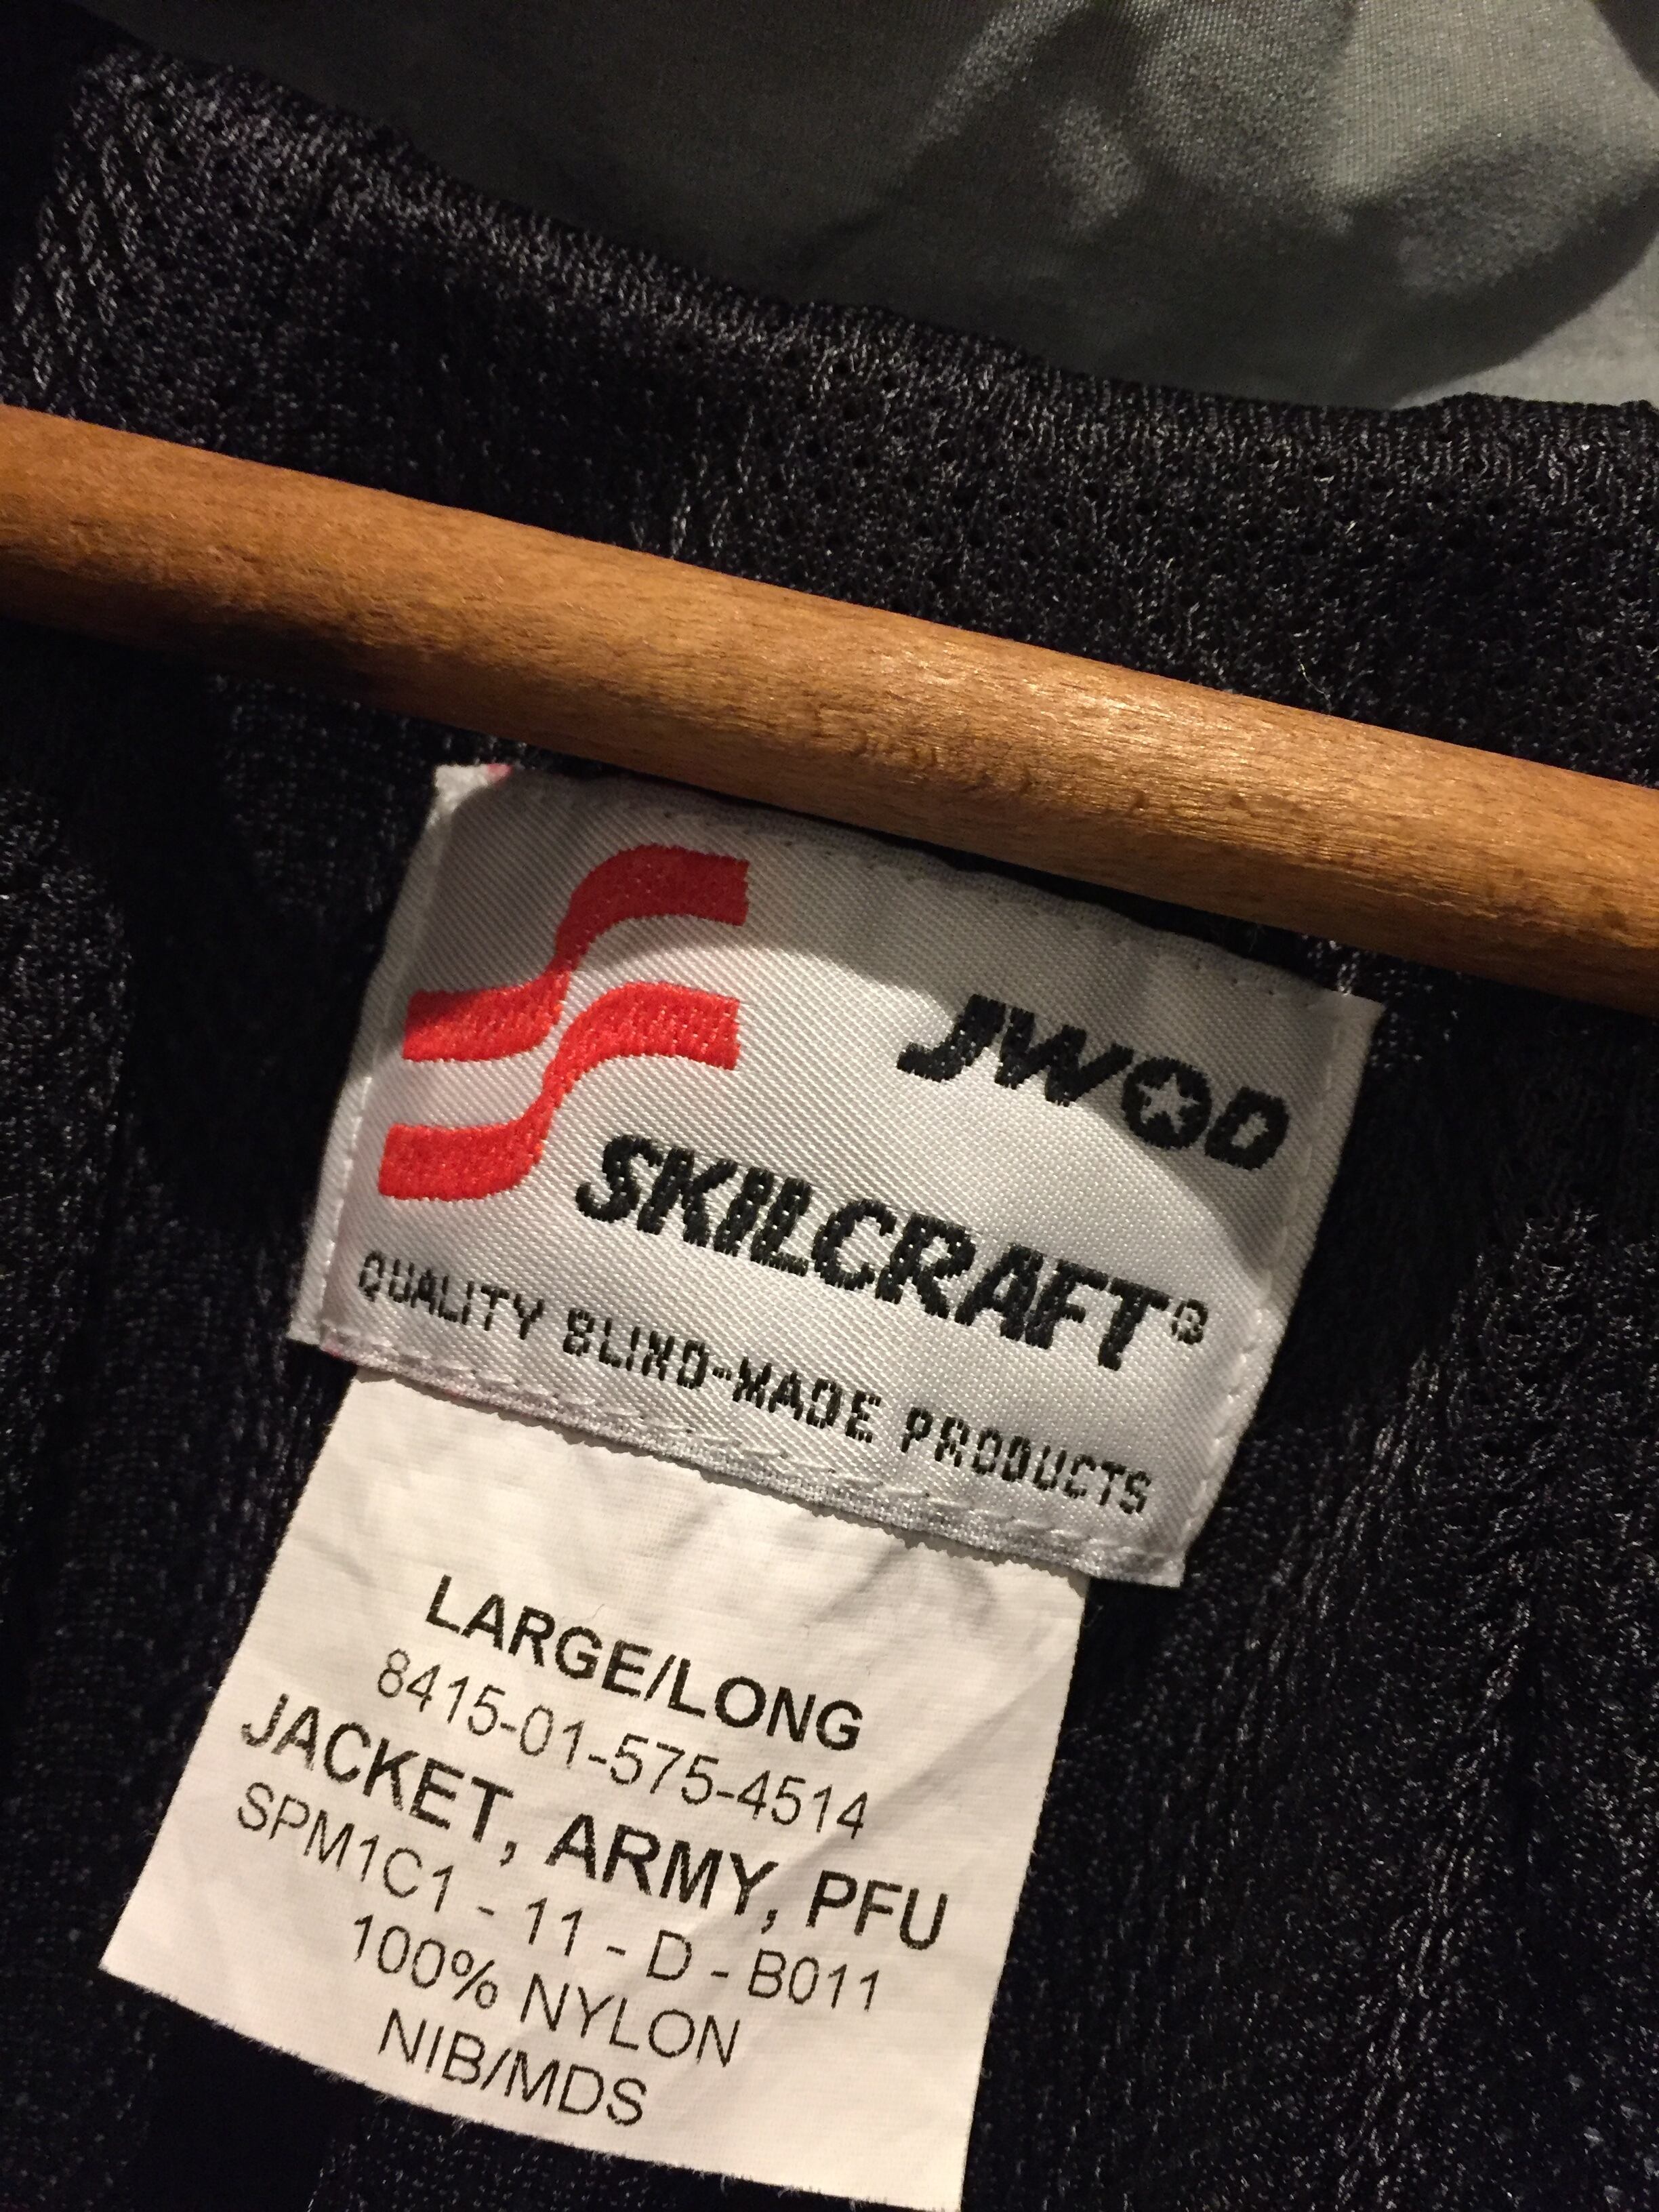 JWOD
SKILCRAFT®
QUALITY BLIND-MADE PRODUCTS
LARGE/LONG
8415-01-575-4514
JACKET, ARMY, PFU
SPM1C1 - 11 - D - B011
100% NYLON
NIB/MDS